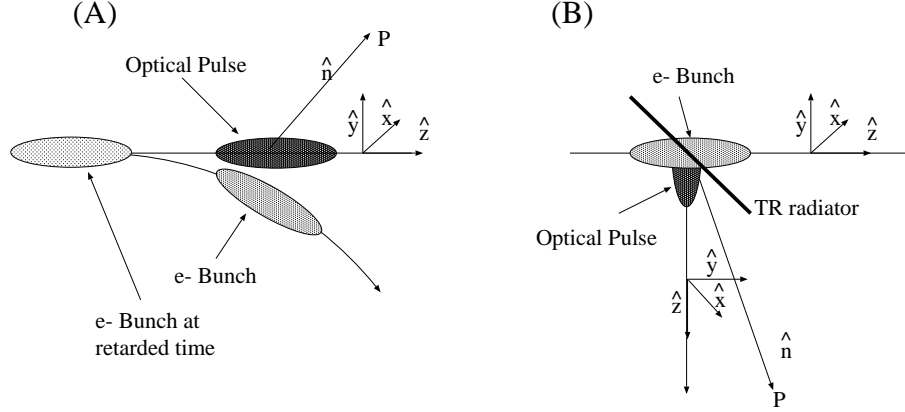 (A)
P
Optical Pulse
n̂
ŷ
x̂
ẑ
e- Bunch
e- Bunch at
retarded time
(B)
e- Bunch
ŷ
x̂
ẑ
TR radiator
Optical Pulse
ŷ
x̂
ẑ
n̂
P